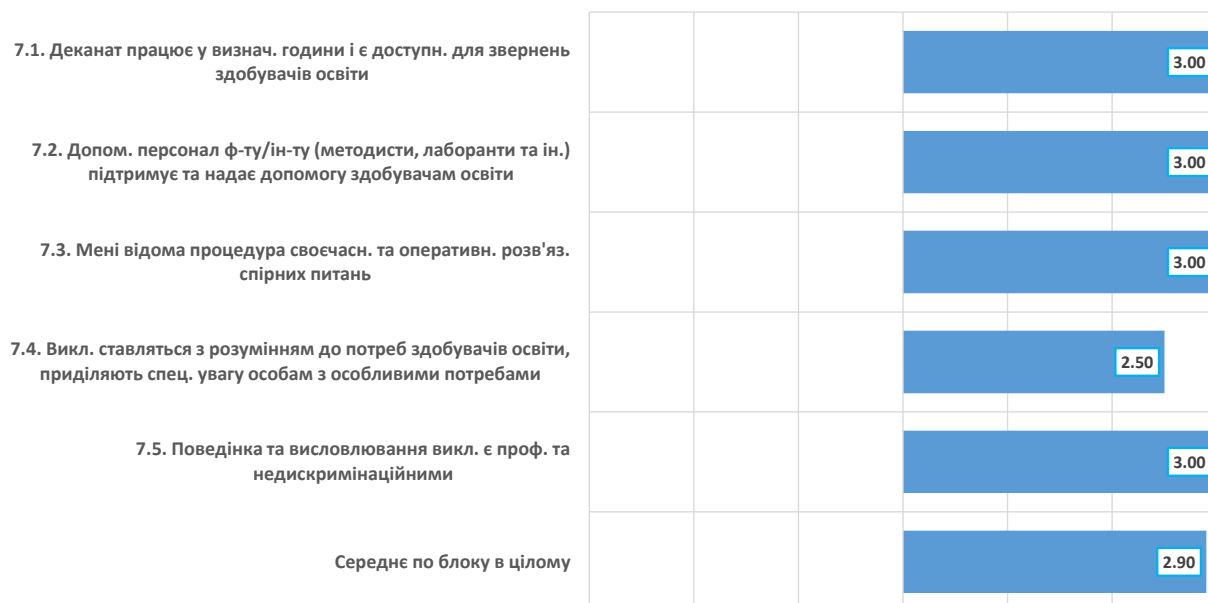 7.1. Деканат працює у визнач. години і є доступн. для звернень
здобувачів освіти
3.00
7.2. Допом. персонал ф-ту/ін-ту (методисти, лаборанти та ін.)
підтримує та надає допомогу здобувачам освіти
3.00
7.3. Мені відома процедура своєчасн. та оперативн. розв'яз.
спірних питань
3.00
7.4. Викл. ставляться з розумінням до потреб здобувачів освіти,
приділяють спец. увагу особам з особливими потребами
2.50
7.5. Поведінка та висловлювання викл. є проф. та
недискримінаційними
3.00
Середнє по блоку в цілому
2.90